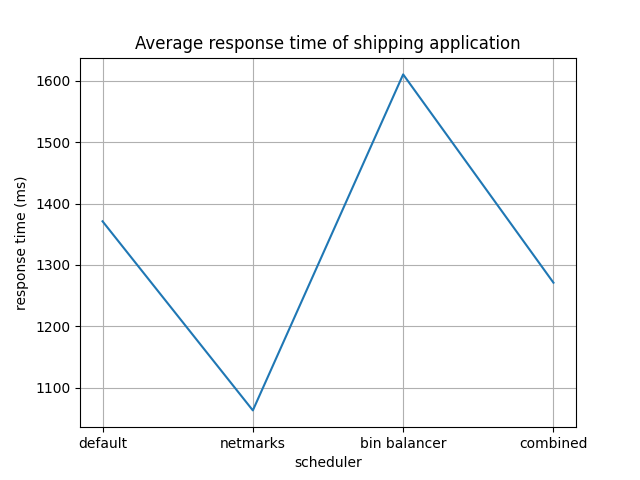 Average response time of shipping application
1600
1500
1400
1300
1200
1100
response time (ms)
default
netmarks
bin balancer
combined
scheduler